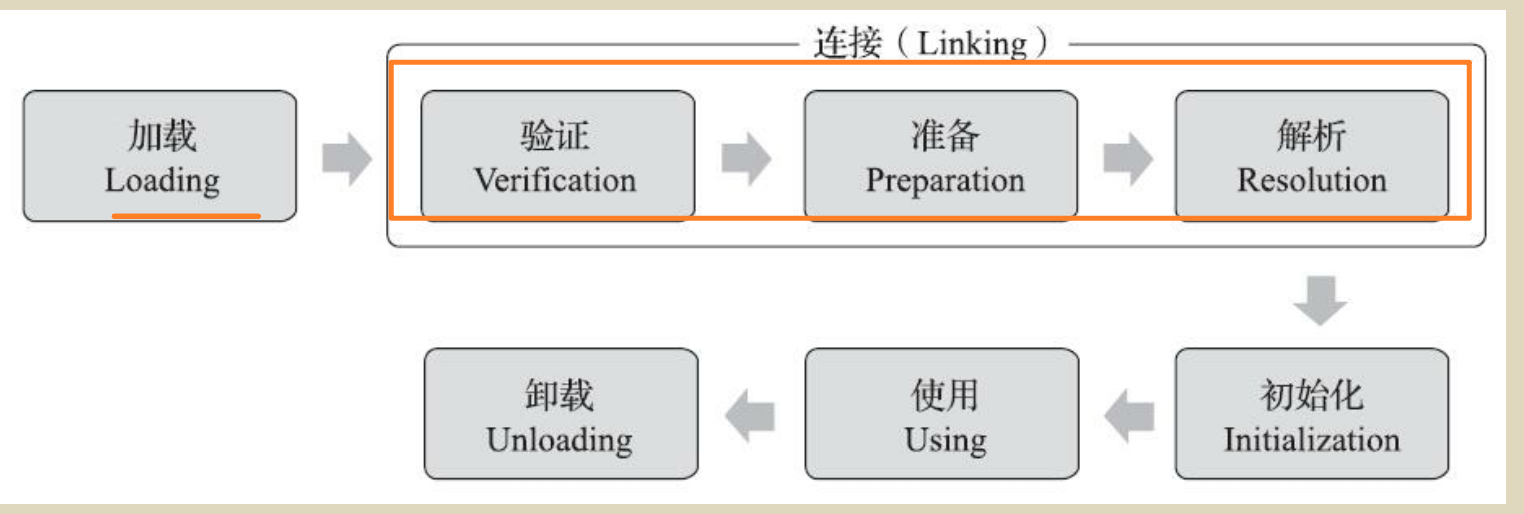 连接（Linking）
加载
Loading
验证
Verification
准备
Preparation
解析
Resolution
初始化
Initialization
使用
Using
卸载
Unloading